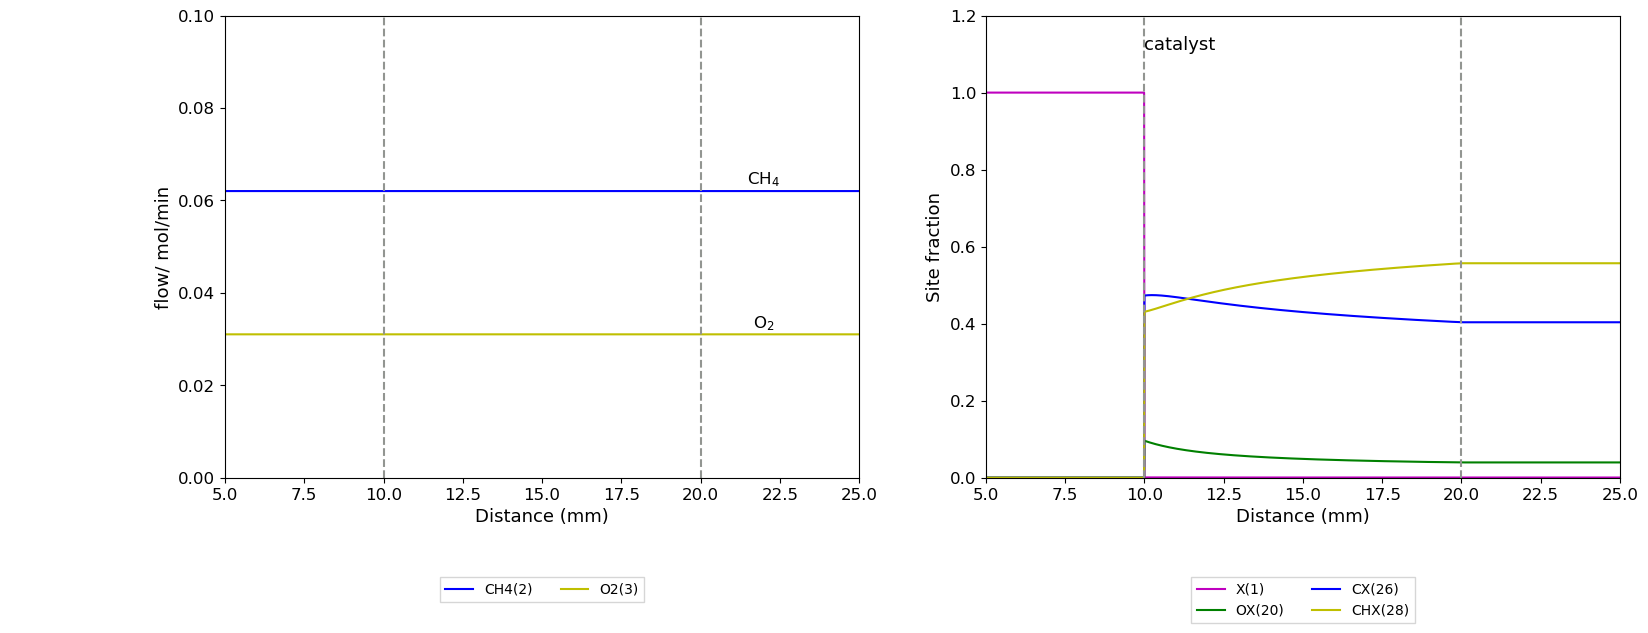 0.10
0.08
0.06
0.04
0.02
0.00
flow/ mol/min
CH₄
O₂
5.0 7.5 10.0 12.5 15.0 17.5 20.0 22.5 25.0
Distance (mm)
CH4(2) O2(3)
1.2
1.0
0.8
0.6
0.4
0.2
0.0
Site fraction
catalyst
5.0 7.5 10.0 12.5 15.0 17.5 20.0 22.5 25.0
Distance (mm)
X(1) CX(26)
OX(20) CHX(28)